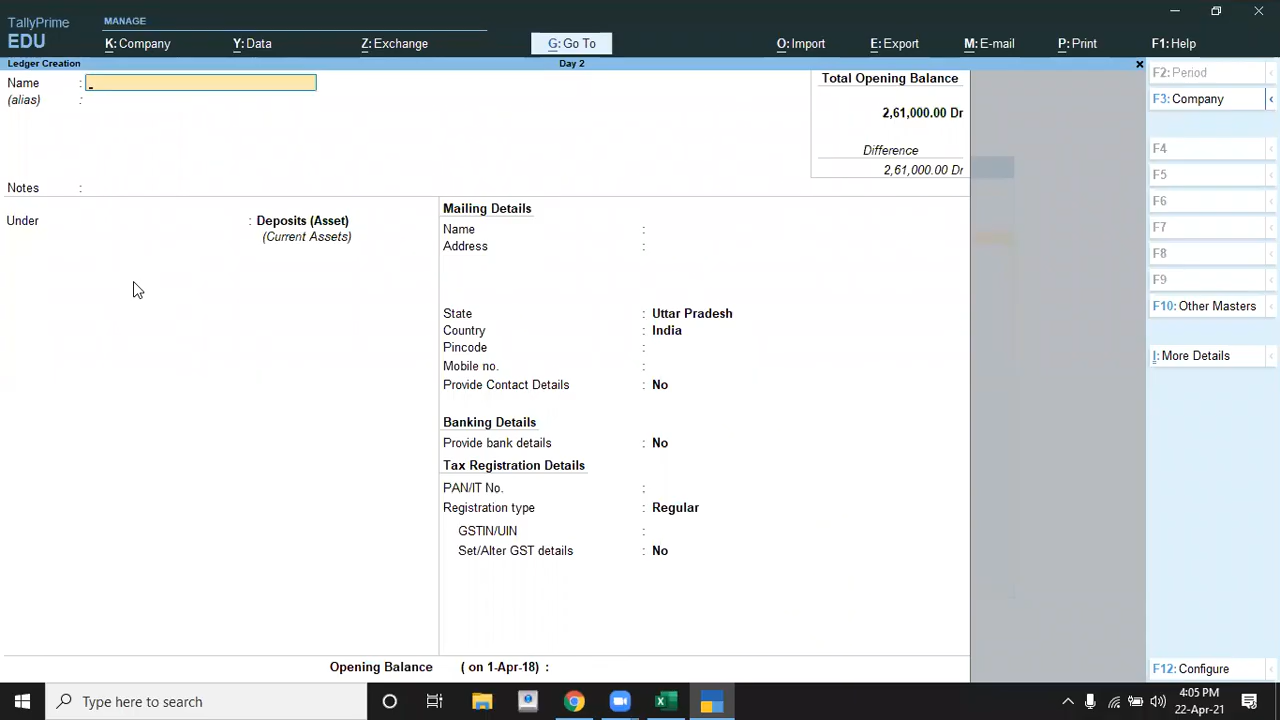 TallyPrime
MANAGE
EDU
K: Company
Y: Data
Z: Exchange
G: Go To
O: Import
E: Export
M: E-mail
P: Print
F1: Help
Ledger Creation
Day 2
F2: Period
F3: Company
F4
F5
F6
F7
F8
F9
F10: Other Masters
I: More Details
F12: Configure
Name :
(alias) :
Total Opening Balance
2,61,000.00 Dr
Difference
2,61,000.00 Dr
Notes :
Under : Deposits (Asset)
(Current Assets)
Mailing Details
Name :
Address :
State : Uttar Pradesh
Country : India
Pincode :
Mobile no. :
Provide Contact Details : No
Banking Details
Provide bank details : No
Tax Registration Details
PAN/IT No. :
Registration type : Regular
GSTIN/UIN :
Set/Alter GST details : No
Opening Balance ( on 1-Apr-18) :
Type here to search
4:05 PM
22-Apr-21